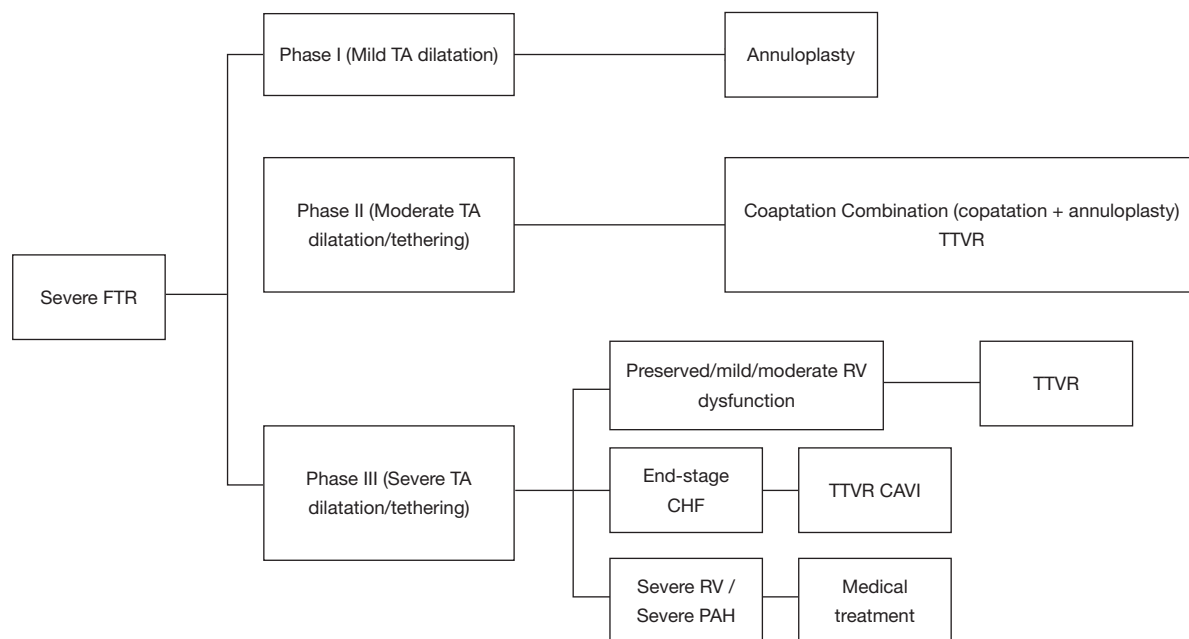 Phase I (Mild TA dilatation)
Annuloplasty
Phase II (Moderate TA
dilatation/tethering)
Coaptation Combination (copatation + annuloplasty)
TTVR
Severe FTR
Preserved/mild/moderate RV
dysfunction
TTVR
Phase III (Severe TA
dilatation/tethering)
End-stage
CHF
TTVR CAVI
Severe RV /
Severe PAH
Medical
treatment